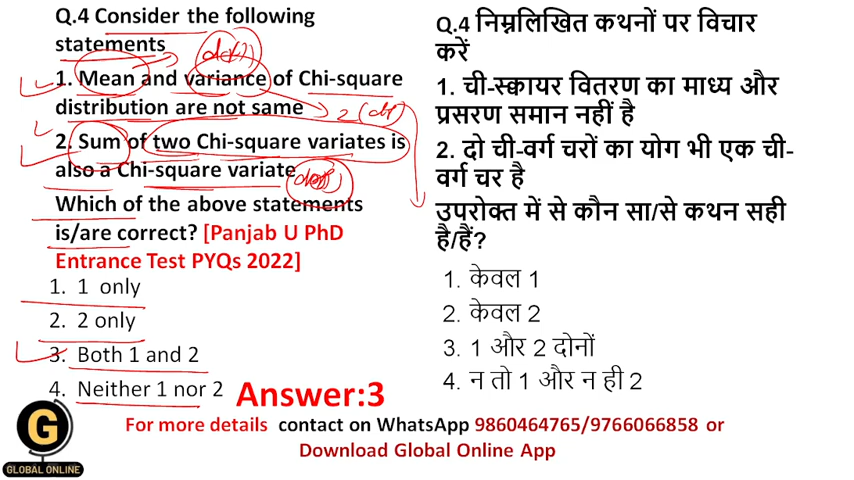 Q.4 Consider the following
statements
1. Mean and variance of Chi-square
distribution are not same
2. Sum of two Chi-square variates is
also a Chi-square variate
Which of the above statements
is/are correct? [Panjab U PhD
Entrance Test PYQs 2022]
1. 1 only
2. 2 only
3. Both 1 and 2
4. Neither 1 nor 2
Answer:3
Q.4 निम्नलिखित कथनों पर विचार
करें
1. ची-स्क्वायर वितरण का माध्य और
प्रसरण समान नहीं है
2. दो ची-वर्ग चरों का योग भी एक ची-
वर्ग चर है
उपरोक्त में से कौन सा/से कथन सही
है/हैं?
1. केवल 1
2. केवल 2
3. 1 और 2 दोनों
4. न तो 1 और न ही 2
For more details contact on WhatsApp 9860464765/9766066858 or
Download Global Online App
G
GLOBAL ONLINE